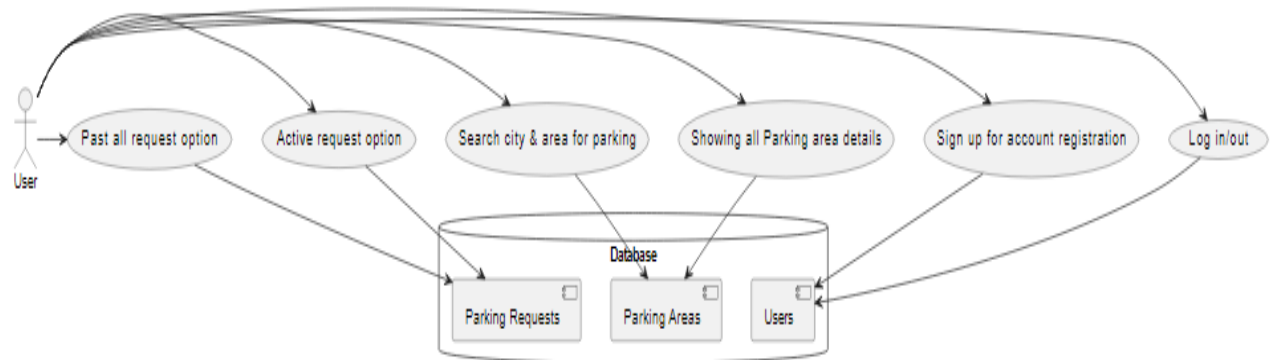 User
Past all request option
Active request option
Search city & area for parking
Showing all Parking area details
Sign up for account registration
Log in/out
Database
Parking Requests
Parking Areas
Users